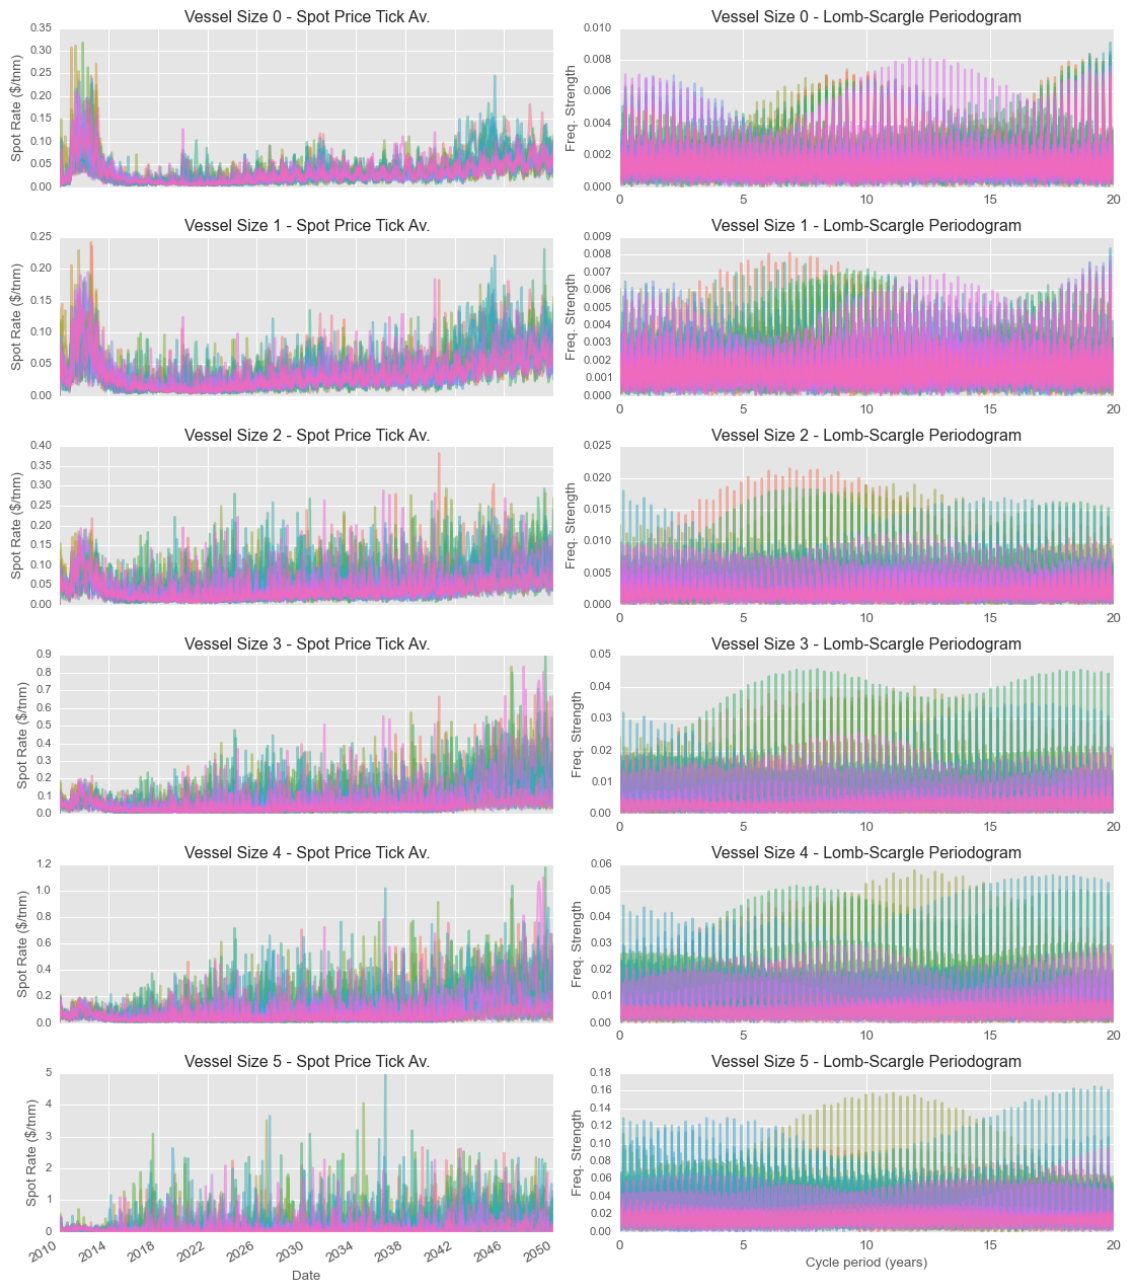 Vessel Size 0 - Spot Price Tick Av.
0.35
0.30
0.25
0.20
0.15
0.10
0.05
0.00
Spot Rate ($/tnm)
Vessel Size 0 - Lomb-Scargle Periodogram
0.010
0.008
0.006
0.004
0.002
0.000
Freq. Strength
0 5 10 15 20
Vessel Size 1 - Spot Price Tick Av.
0.25
0.20
0.15
0.10
0.05
0.00
Spot Rate ($/tnm)
Vessel Size 1 - Lomb-Scargle Periodogram
0.009
0.008
0.007
0.006
0.005
0.004
0.003
0.002
0.001
0.000
Freq. Strength
0 5 10 15 20
Vessel Size 2 - Spot Price Tick Av.
0.40
0.35
0.30
0.25
0.20
0.15
0.10
0.05
0.00
Spot Rate ($/tnm)
Vessel Size 2 - Lomb-Scargle Periodogram
0.025
0.020
0.015
0.010
0.005
0.000
Freq. Strength
0 5 10 15 20
Vessel Size 3 - Spot Price Tick Av.
0.9
0.8
0.7
0.6
0.5
0.4
0.3
0.2
0.1
0.0
Spot Rate ($/tnm)
Vessel Size 3 - Lomb-Scargle Periodogram
0.05
0.04
0.03
0.02
0.01
0.00
Freq. Strength
0 5 10 15 20
Vessel Size 4 - Spot Price Tick Av.
1.2
1.0
0.8
0.6
0.4
0.2
0.0
Spot Rate ($/tnm)
Vessel Size 4 - Lomb-Scargle Periodogram
0.06
0.05
0.04
0.03
0.02
0.01
0.00
Freq. Strength
0 5 10 15 20
Vessel Size 5 - Spot Price Tick Av.
5
4
3
2
1
0
Spot Rate ($/tnm)
2010 2014 2018 2022 2026 2030 2034 2038 2042 2046 2050
Date
Vessel Size 5 - Lomb-Scargle Periodogram
0.18
0.16
0.14
0.12
0.10
0.08
0.06
0.04
0.02
0.00
Freq. Strength
0 5 10 15 20
Cycle period (years)